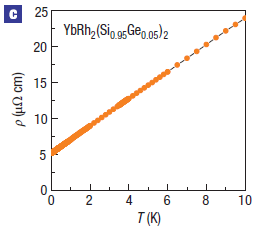 c
25
YbRh₂(Si₀.₉₅Ge₀.₀₅)₂
20
15
ρ (μΩ cm)
10
5
0
0 2 4 6 8 10
T (K)